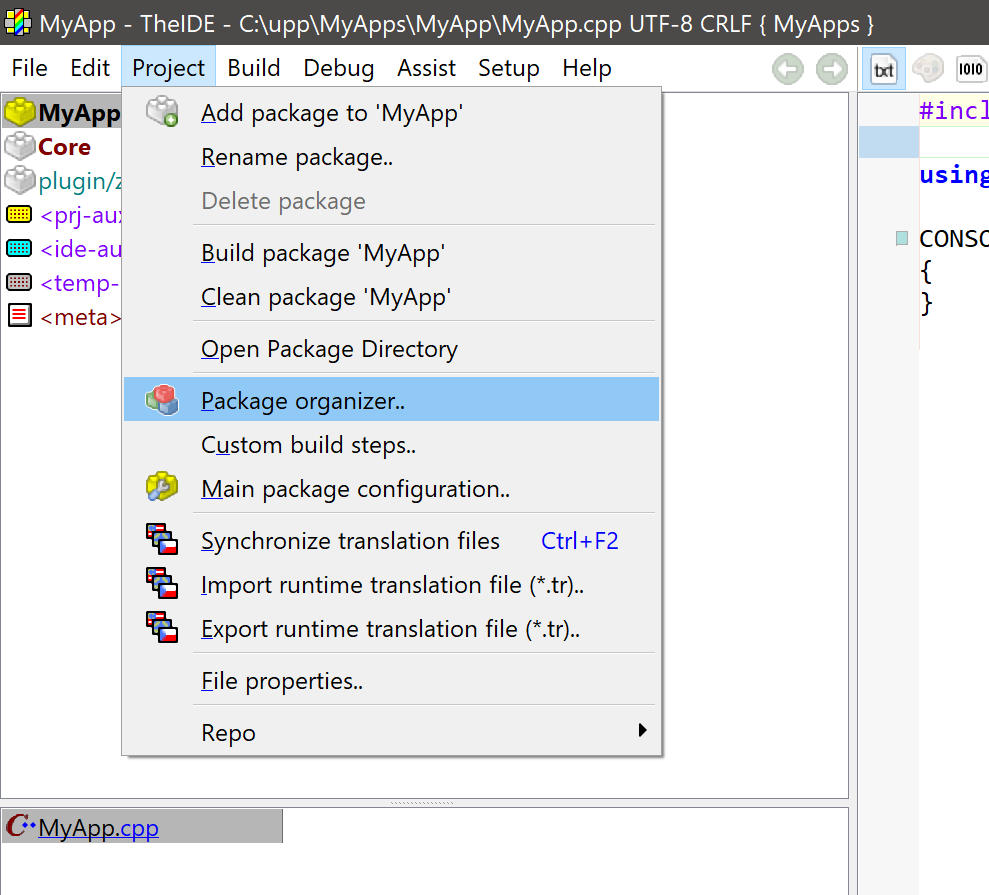 MyApp - TheIDE - C:\upp\MyApps\MyApp\MyApp.cpp UTF-8 CRLF { MyApps }
File Edit Project Build Debug Assist Setup Help
txt
1010
MyApp
Core
plugin/z
<prj-aux
<ide-au
<temp-
<meta>
Add package to 'MyApp'
Rename package..
Delete package
Build package 'MyApp'
Clean package 'MyApp'
Open Package Directory
Package organizer..
Custom build steps..
Main package configuration..
Synchronize translation files Ctrl+F2
Import runtime translation file (*.tr)..
Export runtime translation file (*.tr)..
File properties..
Repo
#incl
using
CONSO
{
}
C++ MyApp.cpp